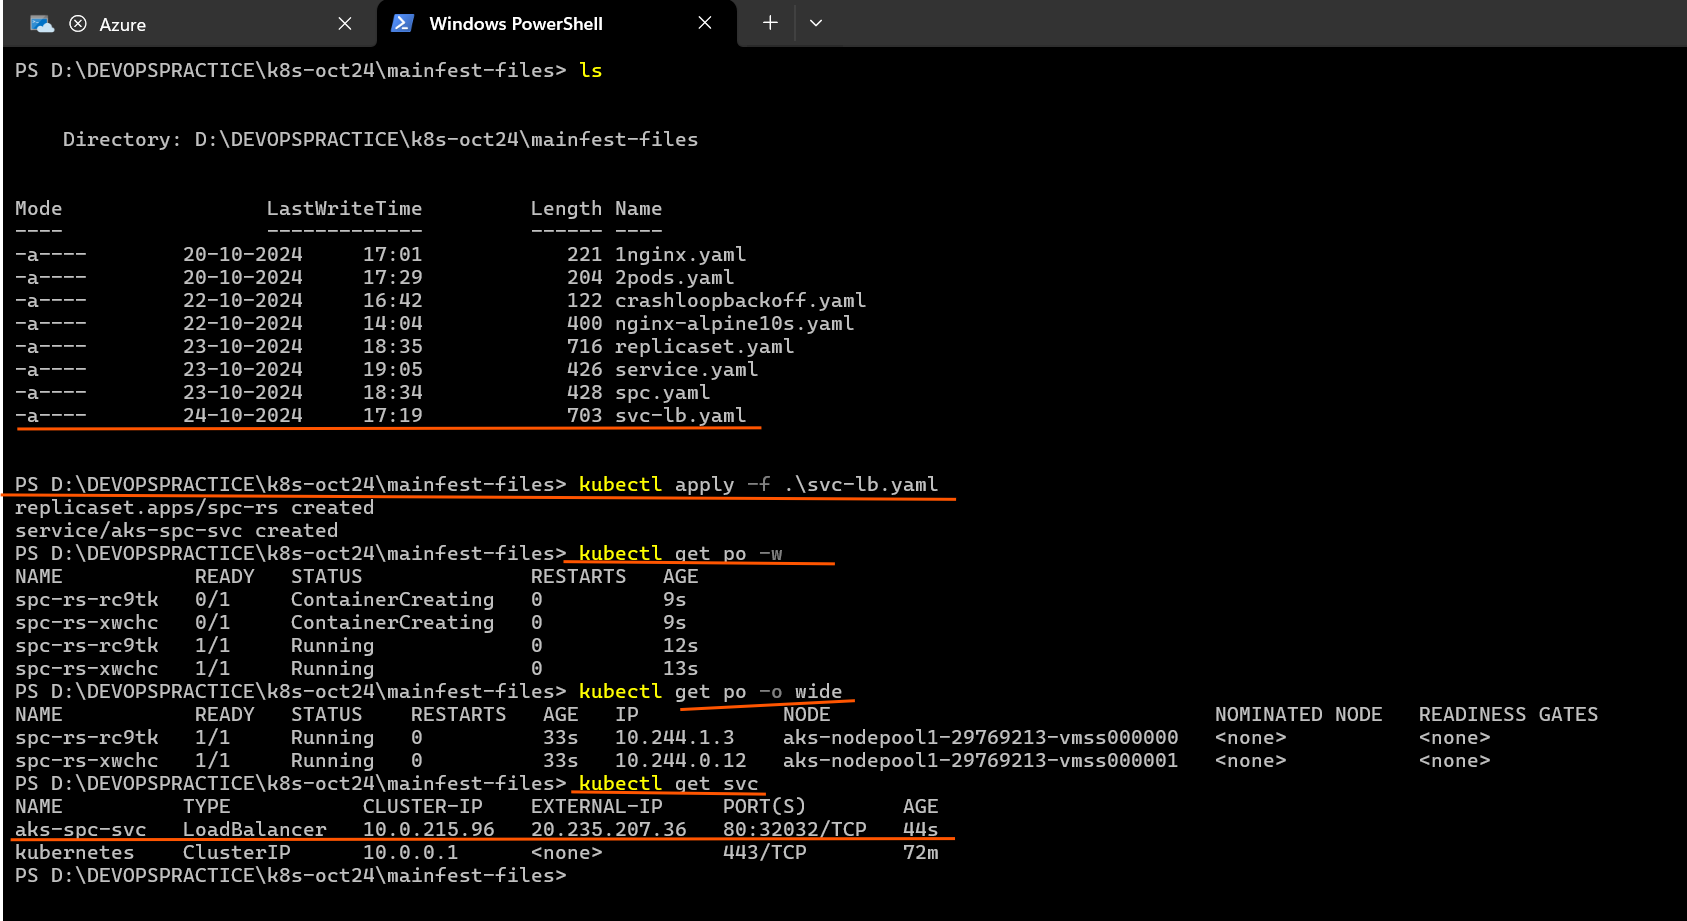 Azure
Windows PowerShell
PS D:\DEVOPSPRACTICE\k8s-oct24\mainfest-files> ls
Directory: D:\DEVOPSPRACTICE\k8s-oct24\mainfest-files
Mode                 LastWriteTime         Length Name
----                 -------------         ------ ----
-a----        20-10-2024     17:01            221 1nginx.yaml
-a----        20-10-2024     17:29            204 2pods.yaml
-a----        22-10-2024     16:42            122 crashloopbackoff.yaml
-a----        22-10-2024     14:04            400 nginx-alpine10s.yaml
-a----        23-10-2024     18:35            716 replicaset.yaml
-a----        23-10-2024     19:05            426 service.yaml
-a----        23-10-2024     18:34            428 spc.yaml
-a----        24-10-2024     17:19            703 svc-lb.yaml
PS D:\DEVOPSPRACTICE\k8s-oct24\mainfest-files> kubectl apply -f .\svc-lb.yaml
replicaset.apps/spc-rs created
service/aks-spc-svc created
PS D:\DEVOPSPRACTICE\k8s-oct24\mainfest-files> kubectl get po -w
NAME           READY   STATUS              RESTARTS   AGE
spc-rs-rc9tk   0/1     ContainerCreating   0          9s
spc-rs-xwchc   0/1     ContainerCreating   0          9s
spc-rs-rc9tk   1/1     Running             0          12s
spc-rs-xwchc   1/1     Running             0          13s
PS D:\DEVOPSPRACTICE\k8s-oct24\mainfest-files> kubectl get po -o wide
NAME           READY   STATUS    RESTARTS   AGE   IP            NODE                                NOMINATED NODE   READINESS GATES
spc-rs-rc9tk   1/1     Running   0          33s   10.244.1.3    aks-nodepool1-29769213-vmss000000   <none>           <none>
spc-rs-xwchc   1/1     Running   0          33s   10.244.0.12   aks-nodepool1-29769213-vmss000001   <none>           <none>
PS D:\DEVOPSPRACTICE\k8s-oct24\mainfest-files> kubectl get svc
NAME          TYPE           CLUSTER-IP    EXTERNAL-IP     PORT(S)        AGE
aks-spc-svc   LoadBalancer   10.0.215.96   20.235.207.36   80:32032/TCP   44s
kubernetes    ClusterIP      10.0.0.1      <none>          443/TCP        72m
PS D:\DEVOPSPRACTICE\k8s-oct24\mainfest-files>